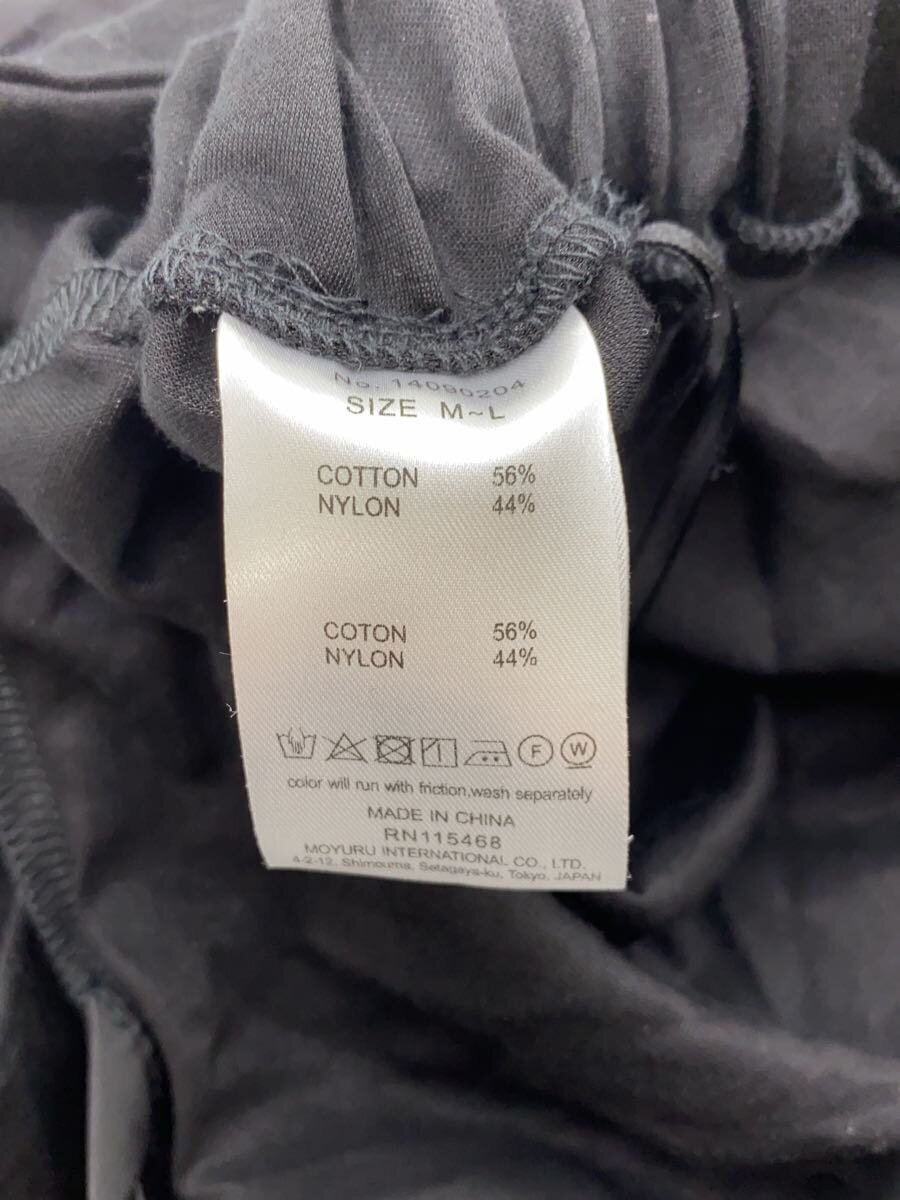 No. 14090204
SIZE M~L
COTTON 56%
NYLON 44%
COTON 56%
NYLON 44%
F W
color will run with friction,wash separately
MADE IN CHINA
RN115468
MOYURU INTERNATIONAL CO., LTD.
4-2-12, Shimouma, Setagaya-ku, Tokyo, JAPAN